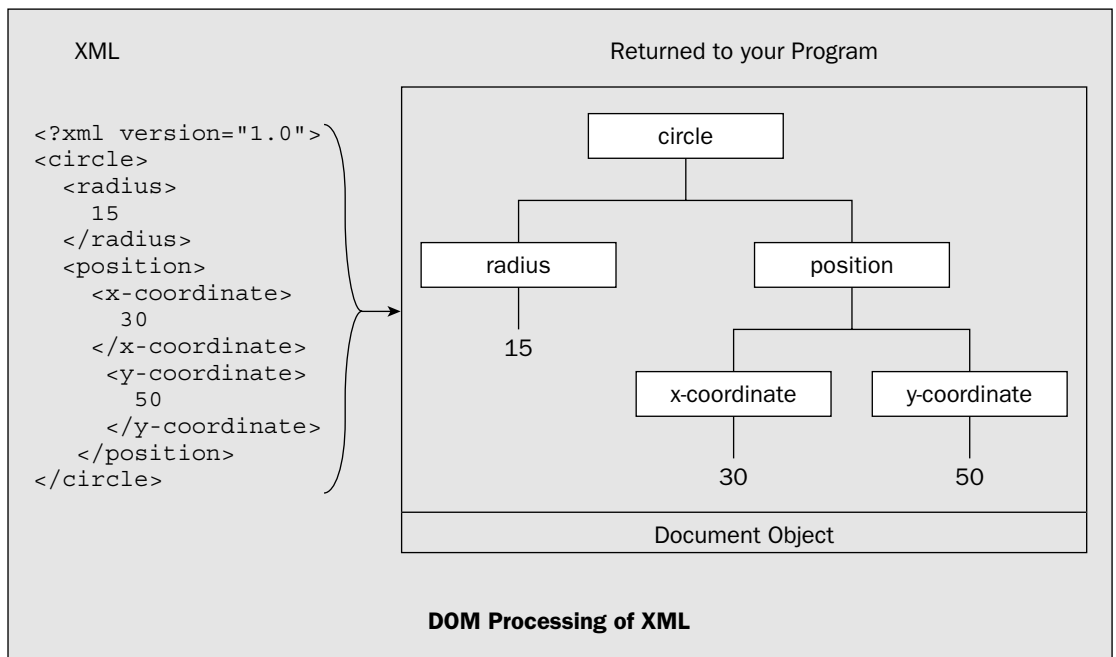 XML
Returned to your Program
<?xml version="1.0">
<circle>
<radius>
15
</radius>
<position>
<x-coordinate>
30
</x-coordinate>
<y-coordinate>
50
</y-coordinate>
</position>
</circle>
circle
radius
position
15
x-coordinate
y-coordinate
30
50
Document Object
DOM Processing of XML